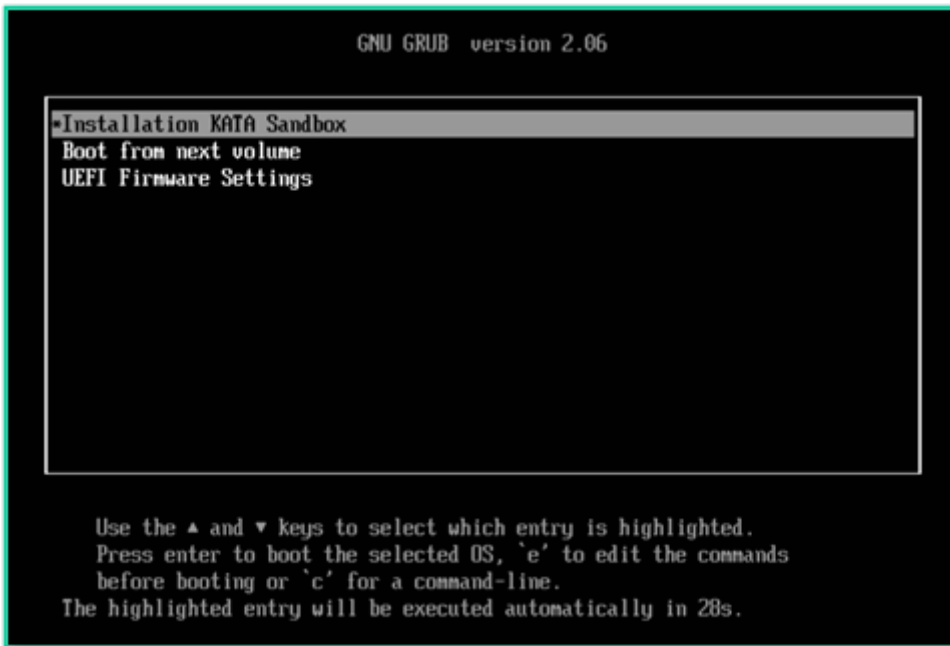 GNU GRUB version 2.06
*Installation KATA Sandbox
Boot from next volume
UEFI Firmware Settings
Use the ▲ and ▼ keys to select which entry is highlighted.
Press enter to boot the selected OS, `e' to edit the commands
before booting or `c' for a command-line.
The highlighted entry will be executed automatically in 28s.